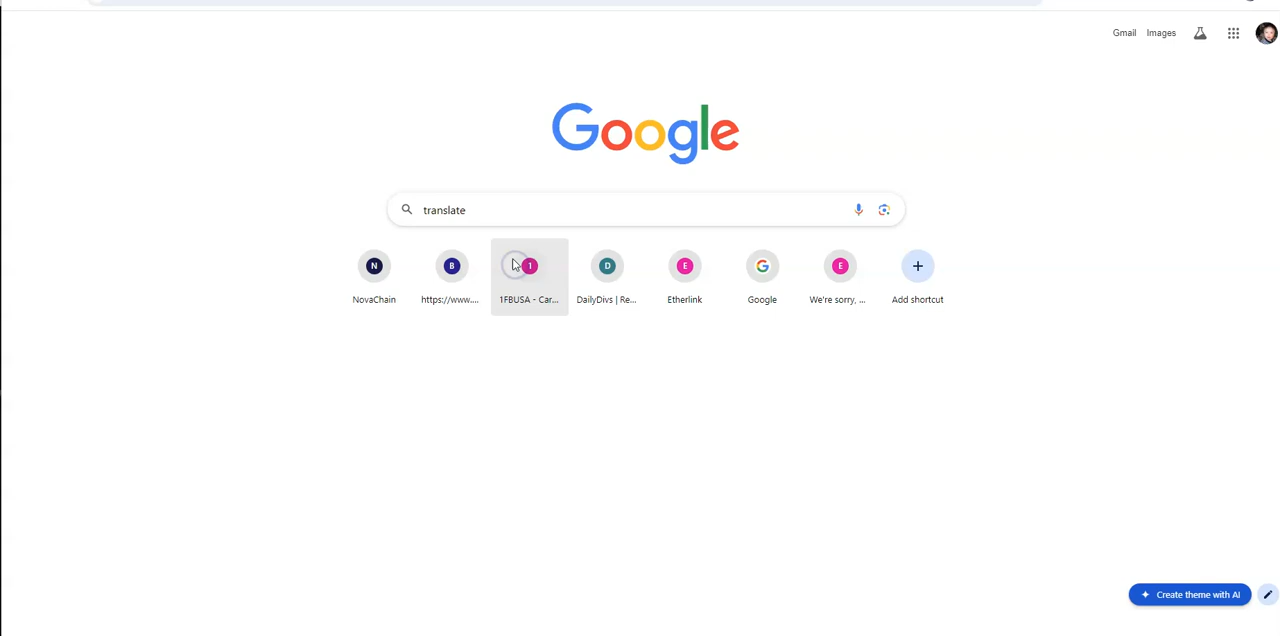 Gmail Images
Google
translate
N B 1 D E G E +
NovaChain https://www.... 1FBUSA - Car... DailyDivs | Re... Etherlink Google We're sorry, ... Add shortcut
Create theme with AI